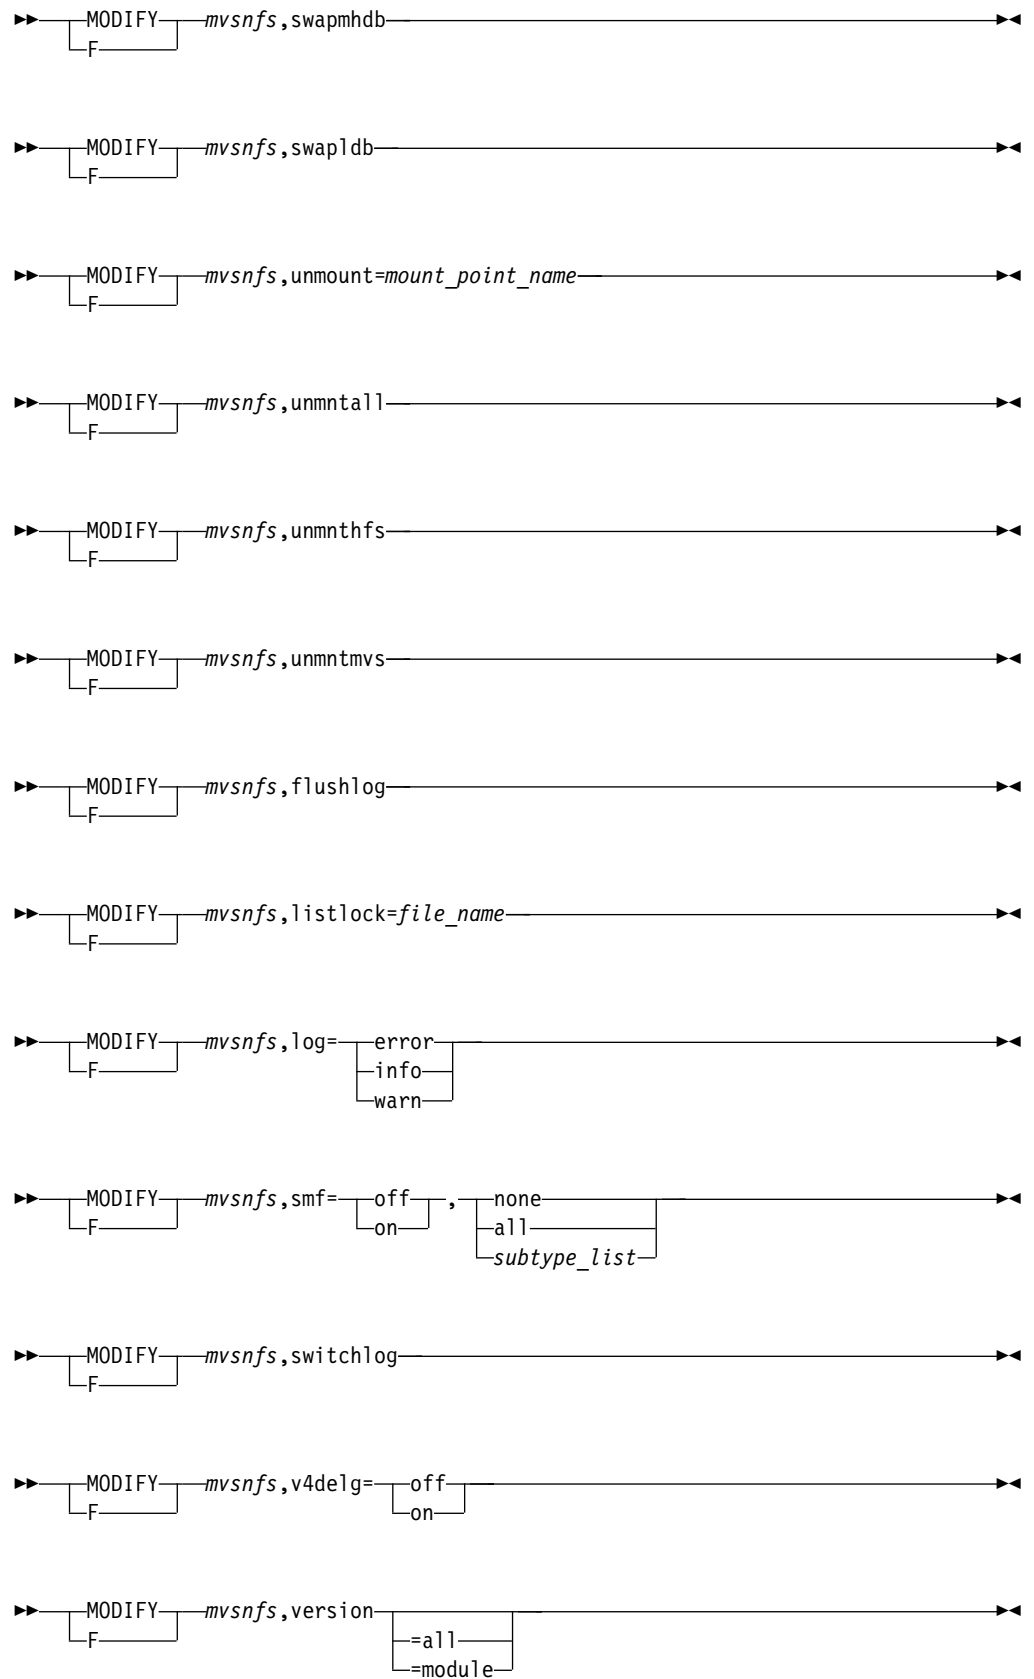 MODIFY mvsnfs,swapmhdb
F
MODIFY mvsnfs,swapldb
F
MODIFY mvsnfs,unmount=mount_point_name
F
MODIFY mvsnfs,unmntall
F
MODIFY mvsnfs,unmnthfs
F
MODIFY mvsnfs,unmntmvs
F
MODIFY mvsnfs,flushlog
F
MODIFY mvsnfs,listlock=file_name
F
MODIFY mvsnfs,log= error
F info
warn
MODIFY mvsnfs,smf= off , none
F on all
subtype_list
MODIFY mvsnfs,switchlog
F
MODIFY mvsnfs,v4delg= off
F on
MODIFY mvsnfs,version
F =all
=module